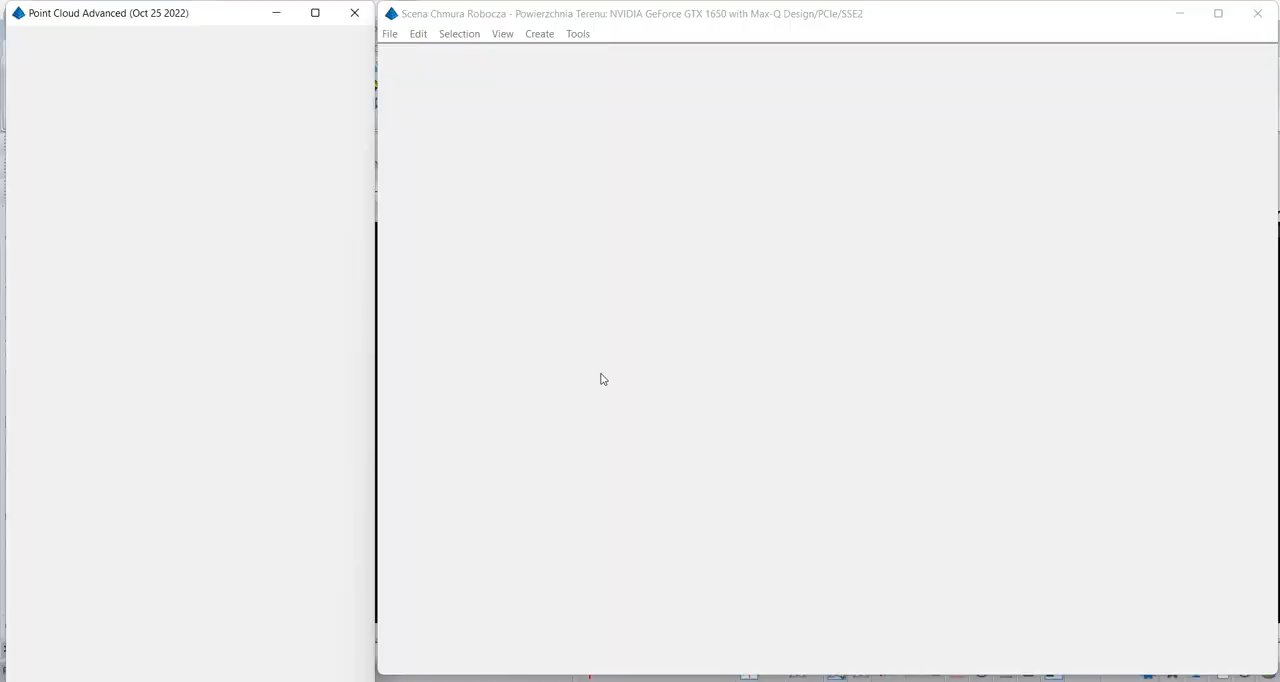 Point Cloud Advanced (Oct 25 2022)
Scena Chmura Robocza - Powierzchnia Terenu: NVIDIA GeForce GTX 1650 with Max-Q Design/PCIe/SSE2
File Edit Selection View Create Tools